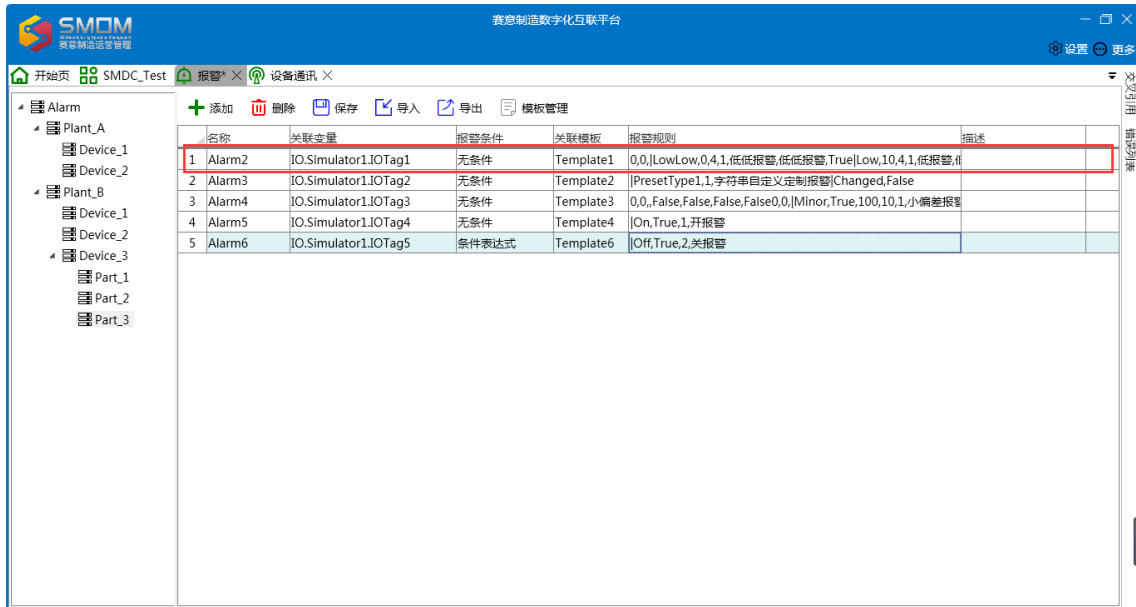 赛意制造数字化互联平台
SMOM
赛意制造运营管理
设置 更多
开始页 SMDC_Test 报警* 设备通讯
添加 删除 保存 导入 导出 模板管理
Alarm
Plant_A
Device_1
Device_2
Plant_B
Device_1
Device_2
Device_3
Part_1
Part_2
Part_3
名称 关联变量 报警条件 关联模板 报警规则 描述
1 Alarm2 IO.Simulator1.IOTag1 无条件 Template1 0,0,|LowLow,0,4,1,低低报警,低低报警,True|Low,10,4,1,低报警,
2 Alarm3 IO.Simulator1.IOTag2 无条件 Template2 |PresetType1,1,字符串自定义定制报警|Changed,False
3 Alarm4 IO.Simulator1.IOTag3 无条件 Template3 0,0,,False,False,False,False0,0,|Minor,True,100,10,1,小偏差报警
4 Alarm5 IO.Simulator1.IOTag4 无条件 Template4 |On,True,1,开报警
5 Alarm6 IO.Simulator1.IOTag5 条件表达式 Template6 |Off,True,2,关报警
交叉引用
错误列表